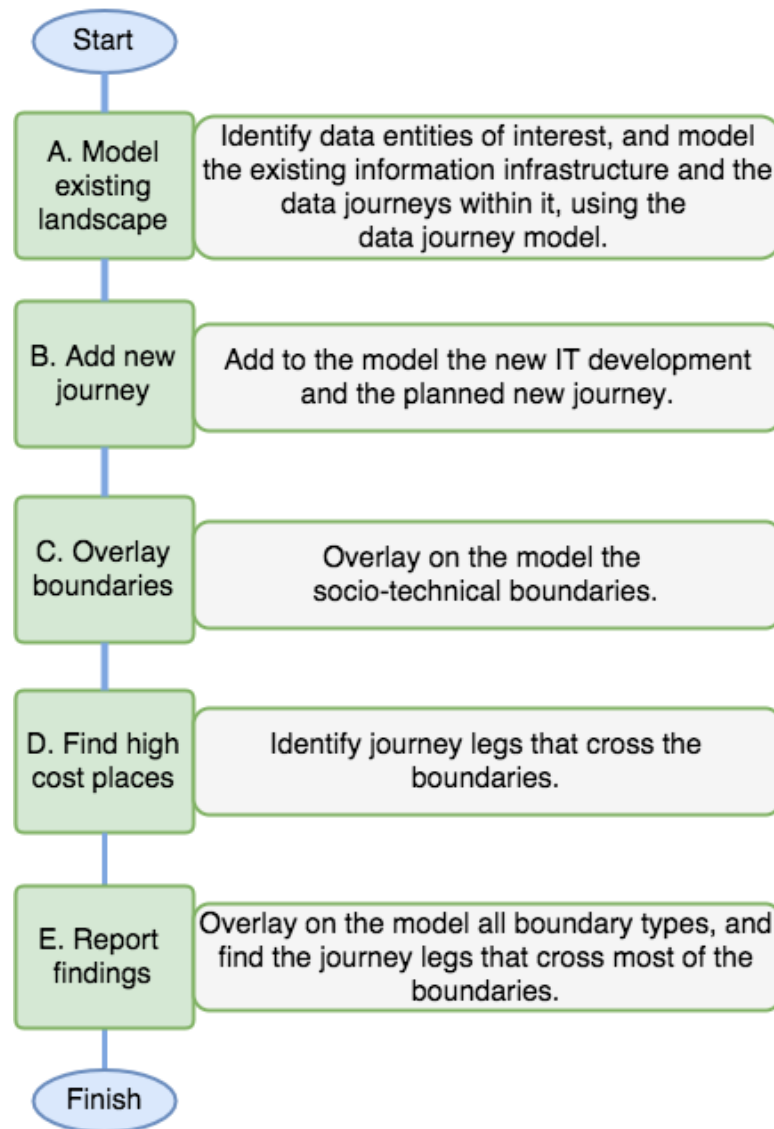 Start
A. Model
existing
landscape
Identify data entities of interest, and model
the existing information infrastructure and the
data journeys within it, using the
data journey model.
B. Add new
journey
Add to the model the new IT development
and the planned new journey.
C. Overlay
boundaries
Overlay on the model the
socio-technical boundaries.
D. Find high
cost places
Identify journey legs that cross the
boundaries.
E. Report
findings
Overlay on the model all boundary types, and
find the journey legs that cross most of the
boundaries.
Finish